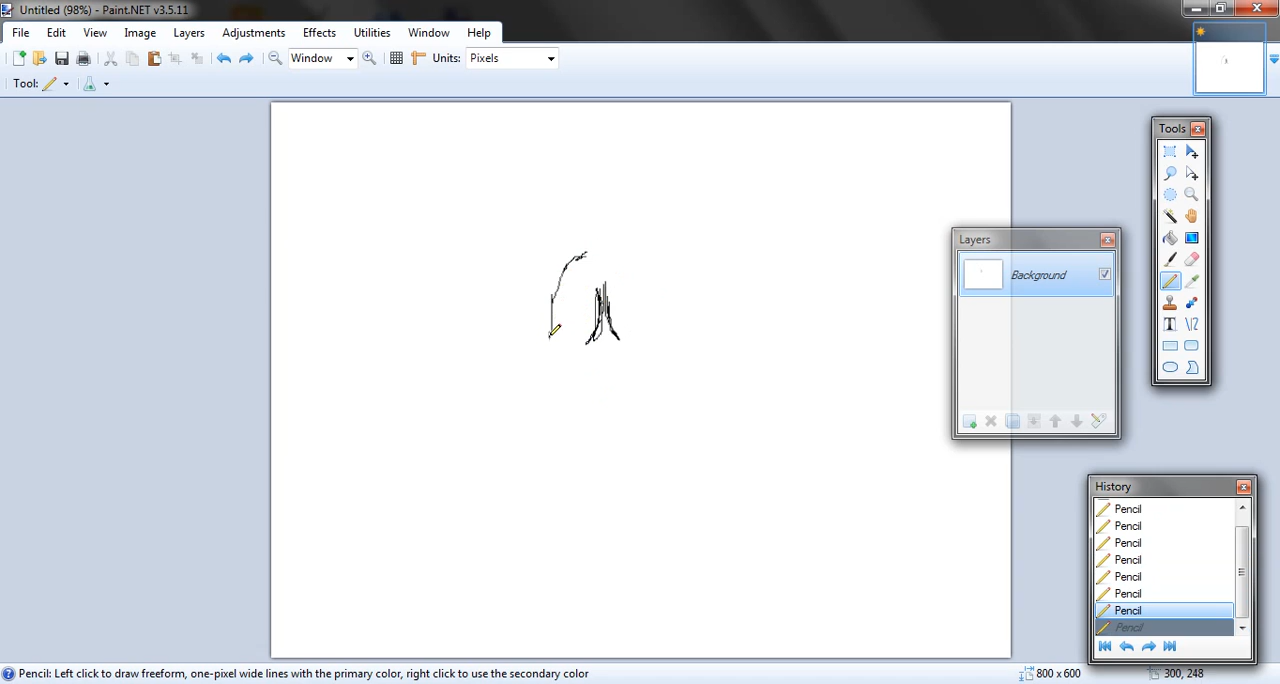 Untitled (98%) - Paint.NET v3.5.11
File Edit View Image Layers Adjustments Effects Utilities Window Help
Window Units: Pixels
Tool:
Tools
Layers
Background
History
Pencil
Pencil
Pencil
Pencil
Pencil
Pencil
Pencil
Pencil
Pencil: Left click to draw freeform, one-pixel wide lines with the primary color, right click to use the secondary color
800 x 600
300, 248